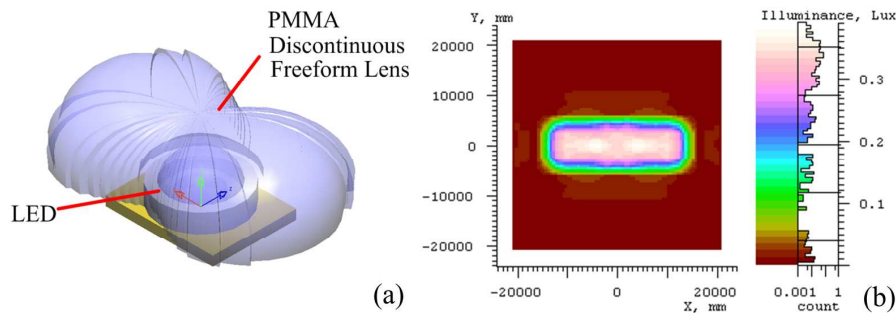 PMMA
Discontinuous
Freeform Lens
LED
(a)
Y, mm
20000
10000
0
-10000
-20000
-20000
0
20000
X, mm
Illuminance, Lux
0.3
0.2
0.1
0.001
1
count
(b)